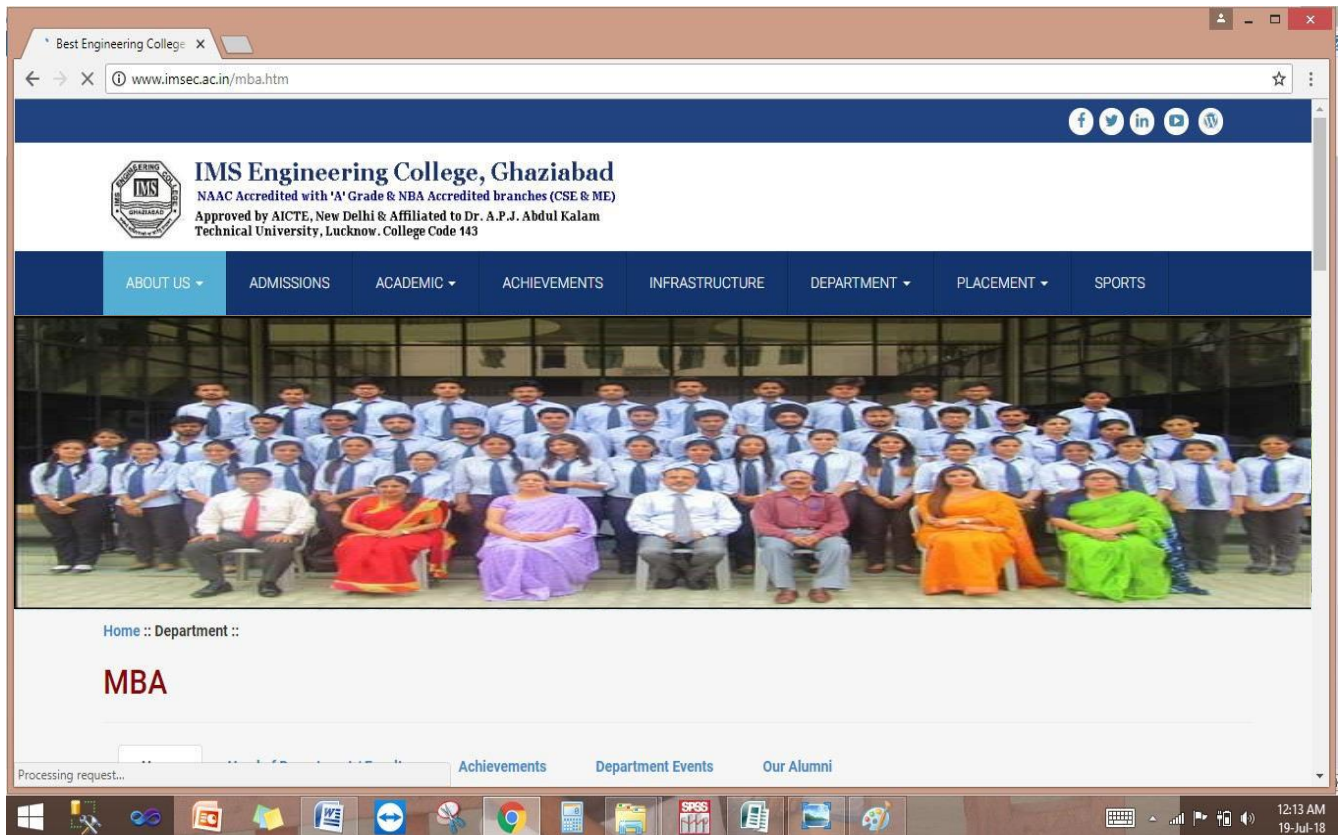 Best Engineering College
www.imsec.ac.in/mba.htm
IMS Engineering College, Ghaziabad
NAAC Accredited with 'A' Grade & NBA Accredited branches (CSE & ME)
Approved by AICTE, New Delhi & Affiliated to Dr. A.P.J. Abdul Kalam
Technical University, Lucknow. College Code 143
IMS
GHAZIABAD
ABOUT US ADMISSIONS ACADEMIC ACHIEVEMENTS INFRASTRUCTURE DEPARTMENT PLACEMENT SPORTS
Home :: Department ::
MBA
Achievements Department Events Our Alumni
Processing request...
SPSS
12:13 AM
19-Jul-18